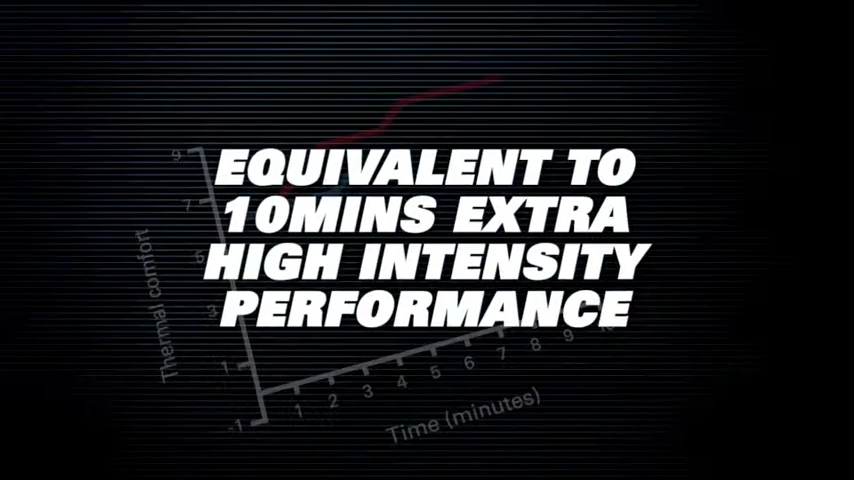 EQUIVALENT TO
10MINS EXTRA
HIGH INTENSITY
PERFORMANCE
9
7
5
3
1
-1
Thermal comfort
1 2 3 4 5 6 7 8 9 10
Time (minutes)